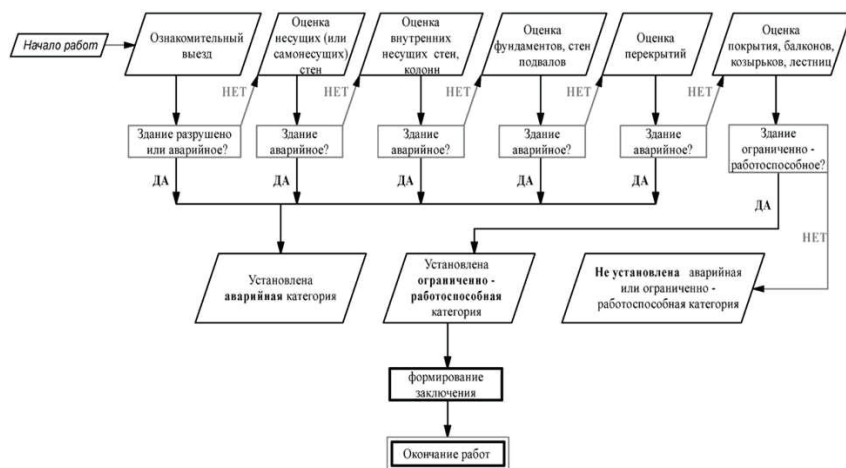 Начало работ
Ознакомительный
выезд
Оценка
несущих (или
самонесущих)
стен
Оценка
внутренних
несущих стен,
колонн
Оценка
фундаментов, стен
подвалов
Оценка
перекрытий
Оценка
покрытия, балконов,
козырьков, лестниц
НЕТ
НЕТ
НЕТ
НЕТ
НЕТ
Здание разрушено
или аварийное?
Здание
аварийное?
Здание
аварийное?
Здание
аварийное?
Здание
аварийное?
Здание
ограниченно -
работоспособное?
ДА
ДА
ДА
ДА
ДА
ДА
НЕТ
Установлена
аварийная категория
Установлена
ограниченно -
работоспособная
категория
Не установлена аварийная
или ограниченно -
работоспособная категория
формирование
заключения
Окончание работ